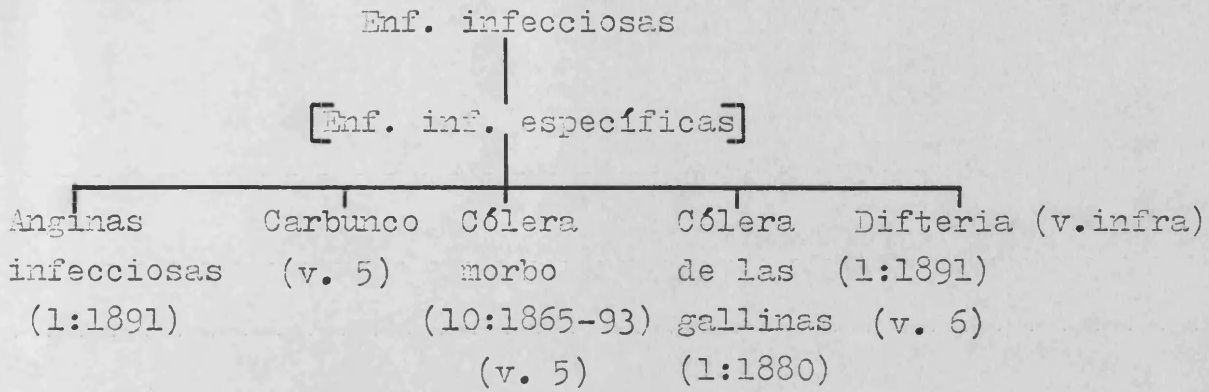 Enf. infecciosas
[Enf. inf. específicas]
Anginas Carbunco Cólera Cólera Difteria (v.infra)
infecciosas (v. 5) morbo de las (1:1891)
(1:1891) (10:1865-93) gallinas (v. 6)
(v. 5) (1:1880)